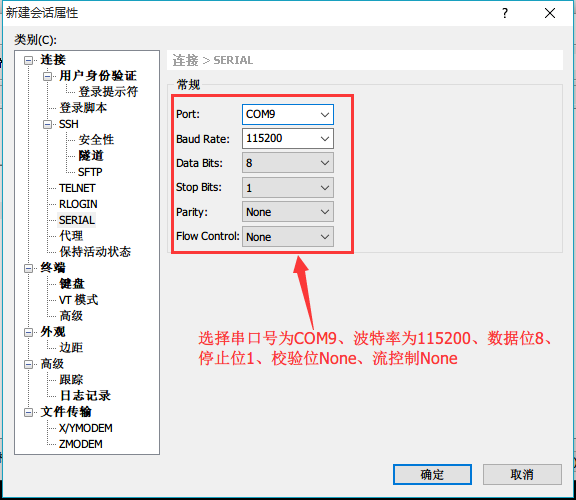 新建会话属性
类别(C):
连接
用户身份验证
登录提示符
登录脚本
SSH
安全性
隧道
SFTP
TELNET
RLOGIN
SERIAL
代理
保持活动状态
终端
键盘
VT 模式
高级
外观
边距
高级
跟踪
日志记录
文件传输
X/YMODEM
ZMODEM
连接 > SERIAL
常规
Port: COM9
Baud Rate: 115200
Data Bits: 8
Stop Bits: 1
Parity: None
Flow Control: None
选择串口号为COM9、波特率为115200、数据位8、
停止位1、校验位None、流控制None
确定 取消